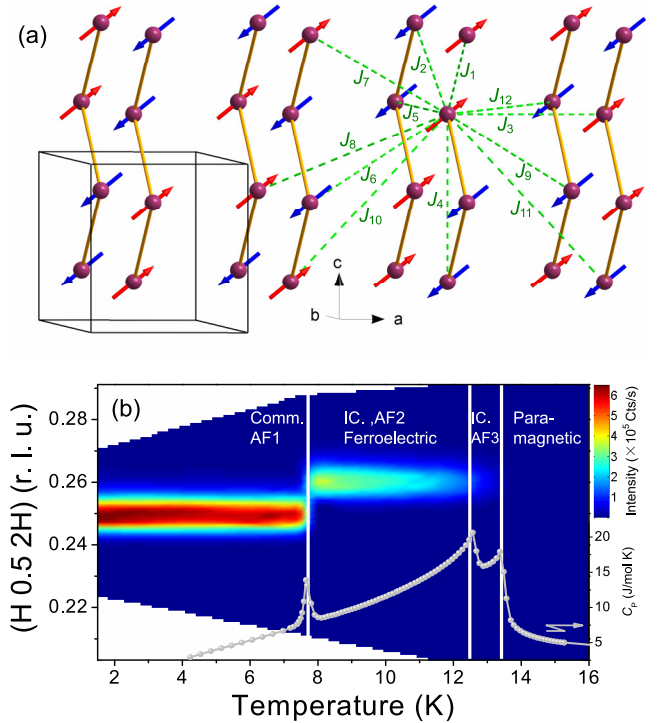 (a)
J1
J2
J7
J12
J5
J3
J8
J6
J9
J4
J10
J11
c
b
a
(b)
Comm. AF1
IC. ,AF2 Ferroelectric
IC. AF3
Para-
magnetic
0.29
0.26
0.24
0.22
(H 0.5 2H) (r. l. u.)
6
5
4
3
2
1
0
Intensity (×10⁵ Cts/s)
20
15
10
5
Cₚ (J/mol K)
2
4
6
8
10
12
14
16
Temperature (K)